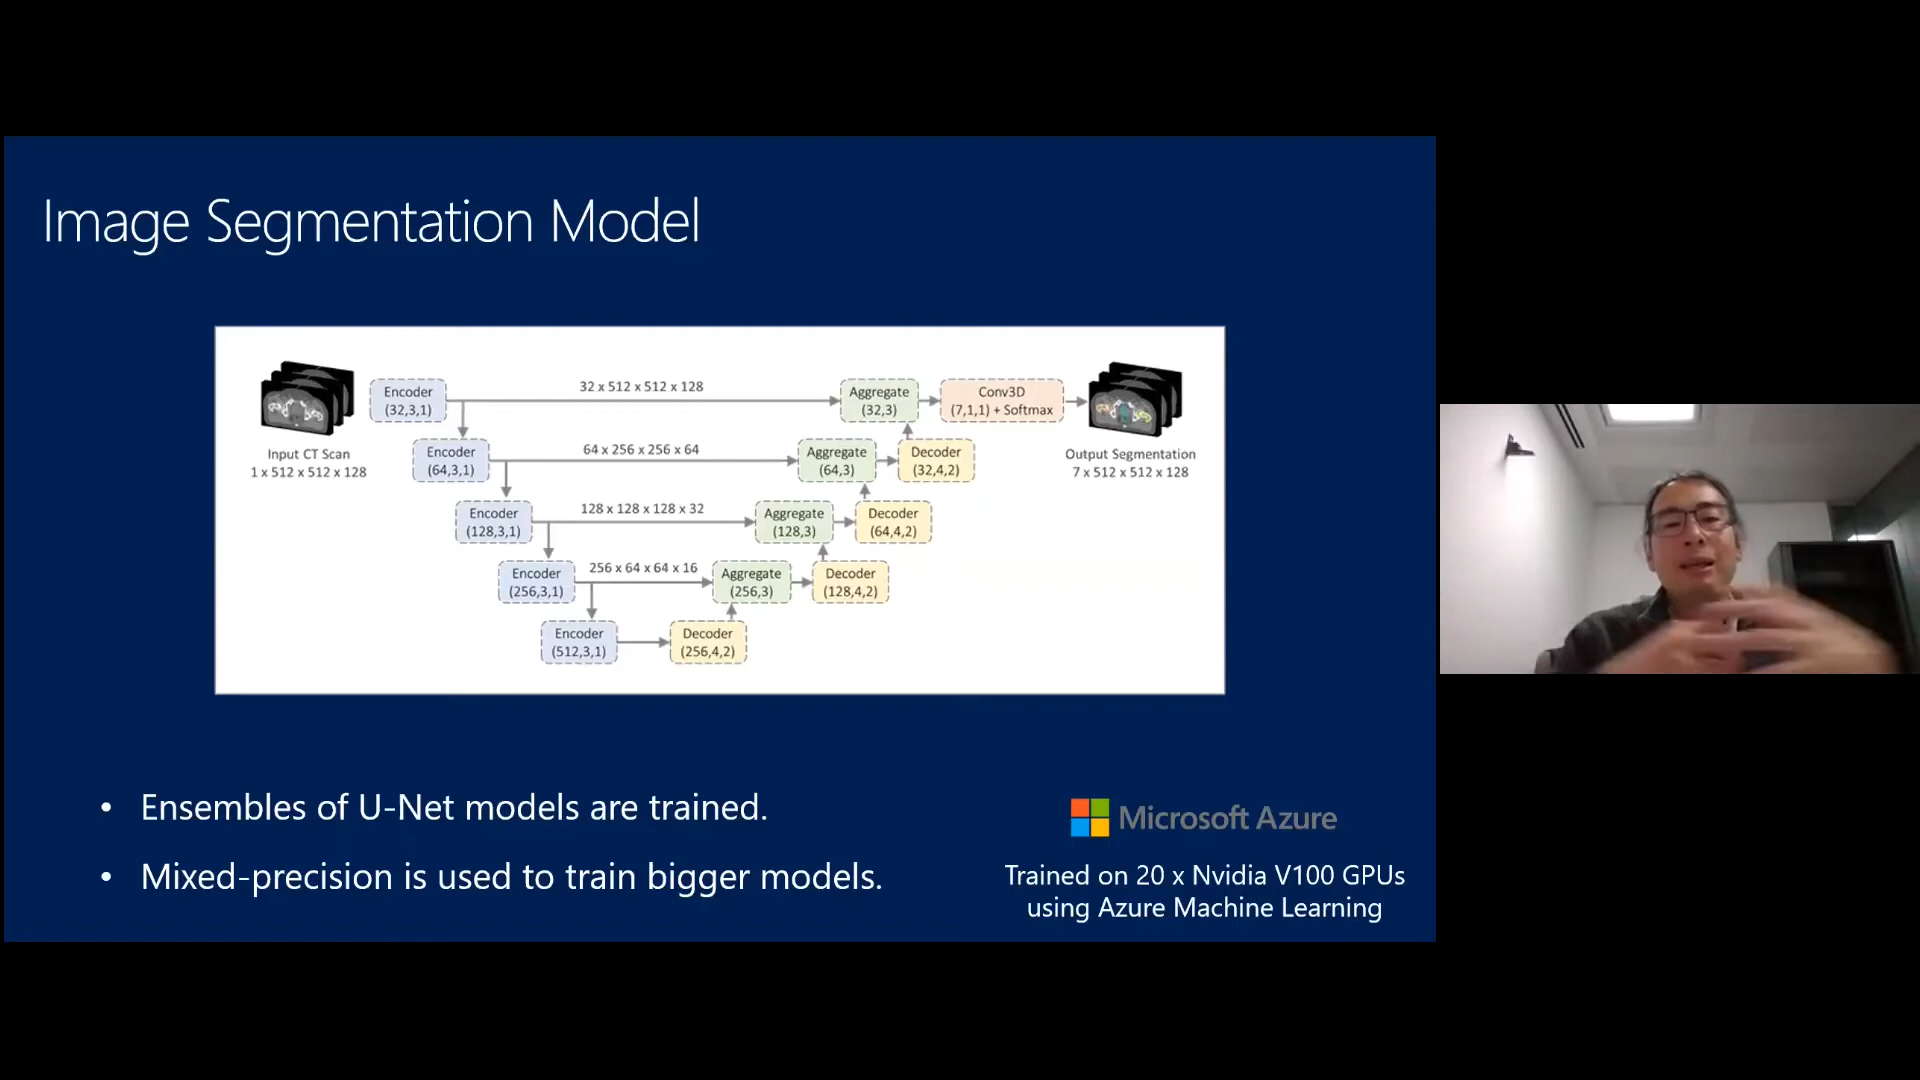 Image Segmentation Model
Input CT Scan
1 x 512 x 512 x 128
Encoder
(32,3,1)
32 x 512 x 512 x 128
Aggregate
(32,3)
Conv3D
(7,1,1) + Softmax
Output Segmentation
7 x 512 x 512 x 128
Encoder
(64,3,1)
64 x 256 x 256 x 64
Aggregate
(64,3)
Decoder
(32,4,2)
Encoder
(128,3,1)
128 x 128 x 128 x 32
Aggregate
(128,3)
Decoder
(64,4,2)
Encoder
(256,3,1)
256 x 64 x 64 x 16
Aggregate
(256,3)
Decoder
(128,4,2)
Encoder
(512,3,1)
Decoder
(256,4,2)
• Ensembles of U-Net models are trained.
• Mixed-precision is used to train bigger models.
Microsoft Azure
Trained on 20 x Nvidia V100 GPUs
using Azure Machine Learning